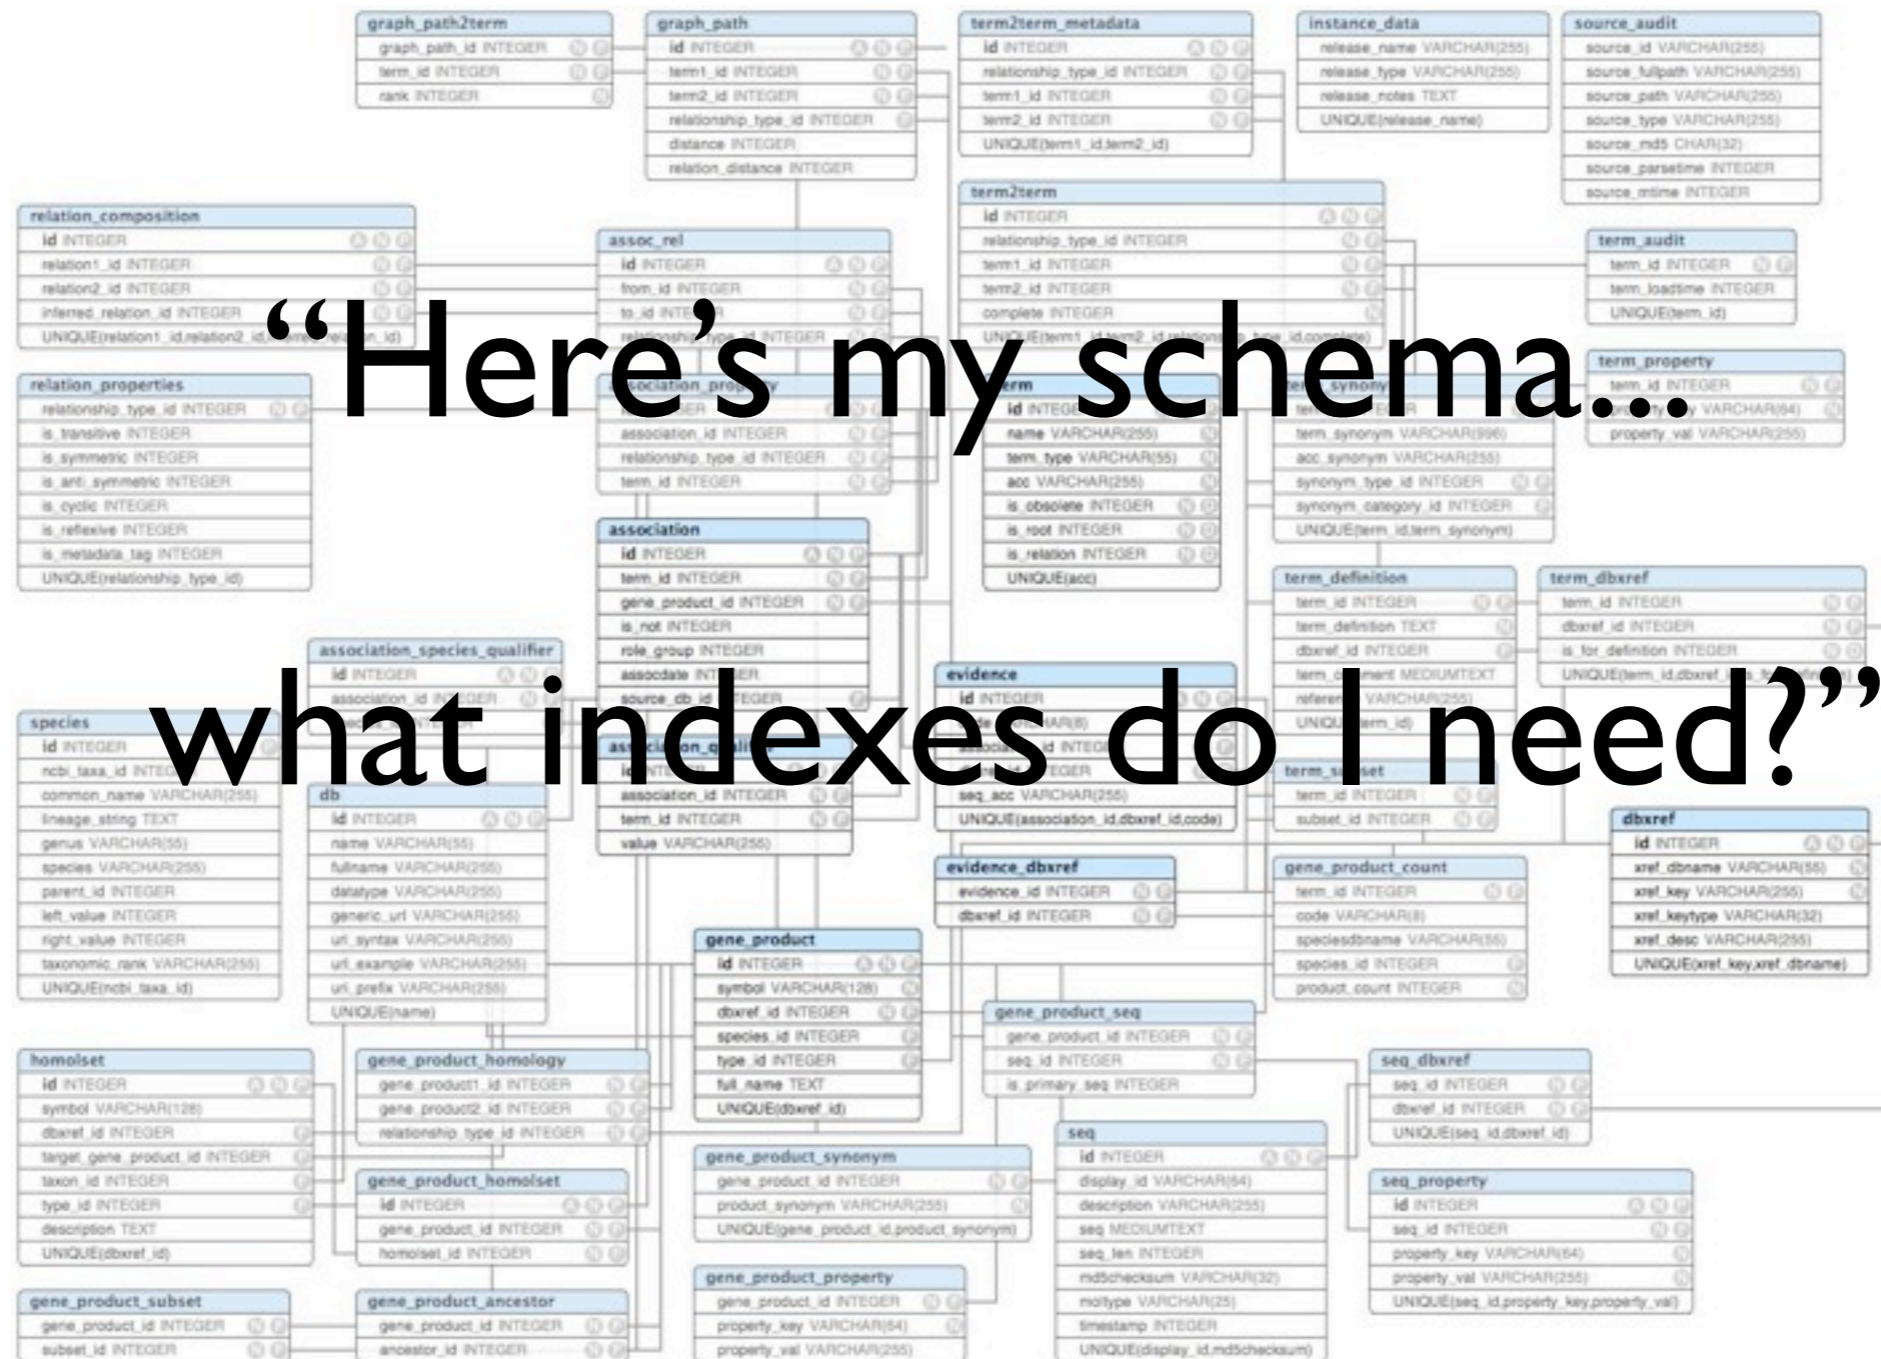 graph_path2term
graph_path_id INTEGER
term_id INTEGER
rank INTEGER
graph_path
id INTEGER
term1_id INTEGER
term2_id INTEGER
relationship_type_id INTEGER
distance INTEGER
relation_distance INTEGER
term2term_metadata
id INTEGER
relationship_type_id INTEGER
term1_id INTEGER
term2_id INTEGER
UNIQUE(term1_id,term2_id)
instance_data
release_name VARCHAR(255)
release_type VARCHAR(255)
release_notes TEXT
UNIQUE(release_name)
source_audit
source_id VARCHAR(255)
source_fullpath VARCHAR(255)
source_path VARCHAR(255)
source_type VARCHAR(255)
source_md5 CHAR(32)
source_parsetime INTEGER
source_mtime INTEGER
relation_composition
id INTEGER
relation1_id INTEGER
relation2_id INTEGER
inferred_relation_id INTEGER
assoc_rel
id INTEGER
from_id INTEGER
to_id
term2term
id INTEGER
relationship_type_id INTEGER
term1_id INTEGER
term2_id INTEGER
complete INTEGER
term_audit
term_id INTEGER
term_loadtime INTEGER
UNIQUE(term_id)
“Here’s my schema...
relation_properties
relationship_type_id INTEGER
is_transitive INTEGER
is_symmetric INTEGER
is_anti_symmetric INTEGER
is_cyclic INTEGER
is_reflexive INTEGER
is_metadata_tag INTEGER
UNIQUE(relationship_type_id)
association_id INTEGER
relationship_type_id INTEGER
term_id INTEGER
id
name VARCHAR(255)
term_type VARCHAR(55)
acc VARCHAR(255)
is_obsolete INTEGER
is_root INTEGER
is_relation INTEGER
UNIQUE(acc)
term_synonym VARCHAR(996)
acc_synonym VARCHAR(255)
synonym_type_id INTEGER
synonym_category_id INTEGER
UNIQUE(term_id,term_synonym)
term_property
term_id INTEGER
VARCHAR(64)
property_val VARCHAR(255)
association
id INTEGER
term_id INTEGER
gene_product_id INTEGER
is_not INTEGER
role_group INTEGER
assocdate INTEGER
source_db_id INTEGER
term_definition
term_id INTEGER
term_definition TEXT
dbxref_id INTEGER
MEDIUMTEXT
VARCHAR(255)
term_dbxref
term_id INTEGER
dbxref_id INTEGER
is_for_definition INTEGER
association_species_qualifier
id INTEGER
association_id INTEGER
evidence
id INTEGER
seq_acc VARCHAR(255)
UNIQUE(association_id,dbxref_id,code)
what indexes do I need?”
species
id INTEGER
ncbi_taxa_id
common_name VARCHAR(255)
lineage_string TEXT
genus VARCHAR(55)
species VARCHAR(255)
parent_id INTEGER
left_value INTEGER
right_value INTEGER
taxonomic_rank VARCHAR(255)
UNIQUE(ncbi_taxa_id)
db
id INTEGER
name VARCHAR(55)
fullname VARCHAR(255)
datatype VARCHAR(255)
generic_url VARCHAR(255)
url_syntax VARCHAR(255)
url_example VARCHAR(255)
url_prefix VARCHAR(255)
UNIQUE(name)
association_id INTEGER
term_id INTEGER
value VARCHAR(255)
term_id INTEGER
subset_id INTEGER
evidence_dbxref
evidence_id INTEGER
dbxref_id INTEGER
gene_product_count
term_id INTEGER
code VARCHAR(8)
speciesdbname VARCHAR(55)
species_id INTEGER
product_count INTEGER
dbxref
id INTEGER
xref_dbname VARCHAR(55)
xref_key VARCHAR(255)
xref_keytype VARCHAR(32)
xref_desc VARCHAR(255)
UNIQUE(xref_key,xref_dbname)
gene_product
id INTEGER
symbol VARCHAR(128)
dbxref_id INTEGER
species_id INTEGER
type_id INTEGER
full_name TEXT
UNIQUE(dbxref_id)
gene_product_seq
gene_product_id INTEGER
seq_id INTEGER
is_primary_seq INTEGER
homolset
id INTEGER
symbol VARCHAR(128)
dbxref_id INTEGER
target_gene_product_id INTEGER
taxon_id INTEGER
type_id INTEGER
description TEXT
UNIQUE(dbxref_id)
gene_product_homology
gene_product1_id INTEGER
gene_product2_id INTEGER
relationship_type_id INTEGER
gene_product_homolset
id INTEGER
gene_product_id INTEGER
homolset_id INTEGER
gene_product_synonym
gene_product_id INTEGER
product_synonym VARCHAR(255)
UNIQUE(gene_product_id,product_synonym)
seq
id INTEGER
display_id VARCHAR(64)
description VARCHAR(255)
seq MEDIUMTEXT
seq_len INTEGER
md5checksum VARCHAR(32)
moltype VARCHAR(25)
timestamp INTEGER
UNIQUE(display_id,md5checksum)
seq_dbxref
seq_id INTEGER
dbxref_id INTEGER
UNIQUE(seq_id,dbxref_id)
seq_property
id INTEGER
seq_id INTEGER
property_key VARCHAR(64)
property_val VARCHAR(255)
UNIQUE(seq_id,property_key,property_val)
gene_product_subset
gene_product_id INTEGER
subset_id INTEGER
gene_product_ancestor
gene_product_id INTEGER
ancestor_id INTEGER
gene_product_property
gene_product_id INTEGER
property_key VARCHAR(64)
property_val VARCHAR(255)